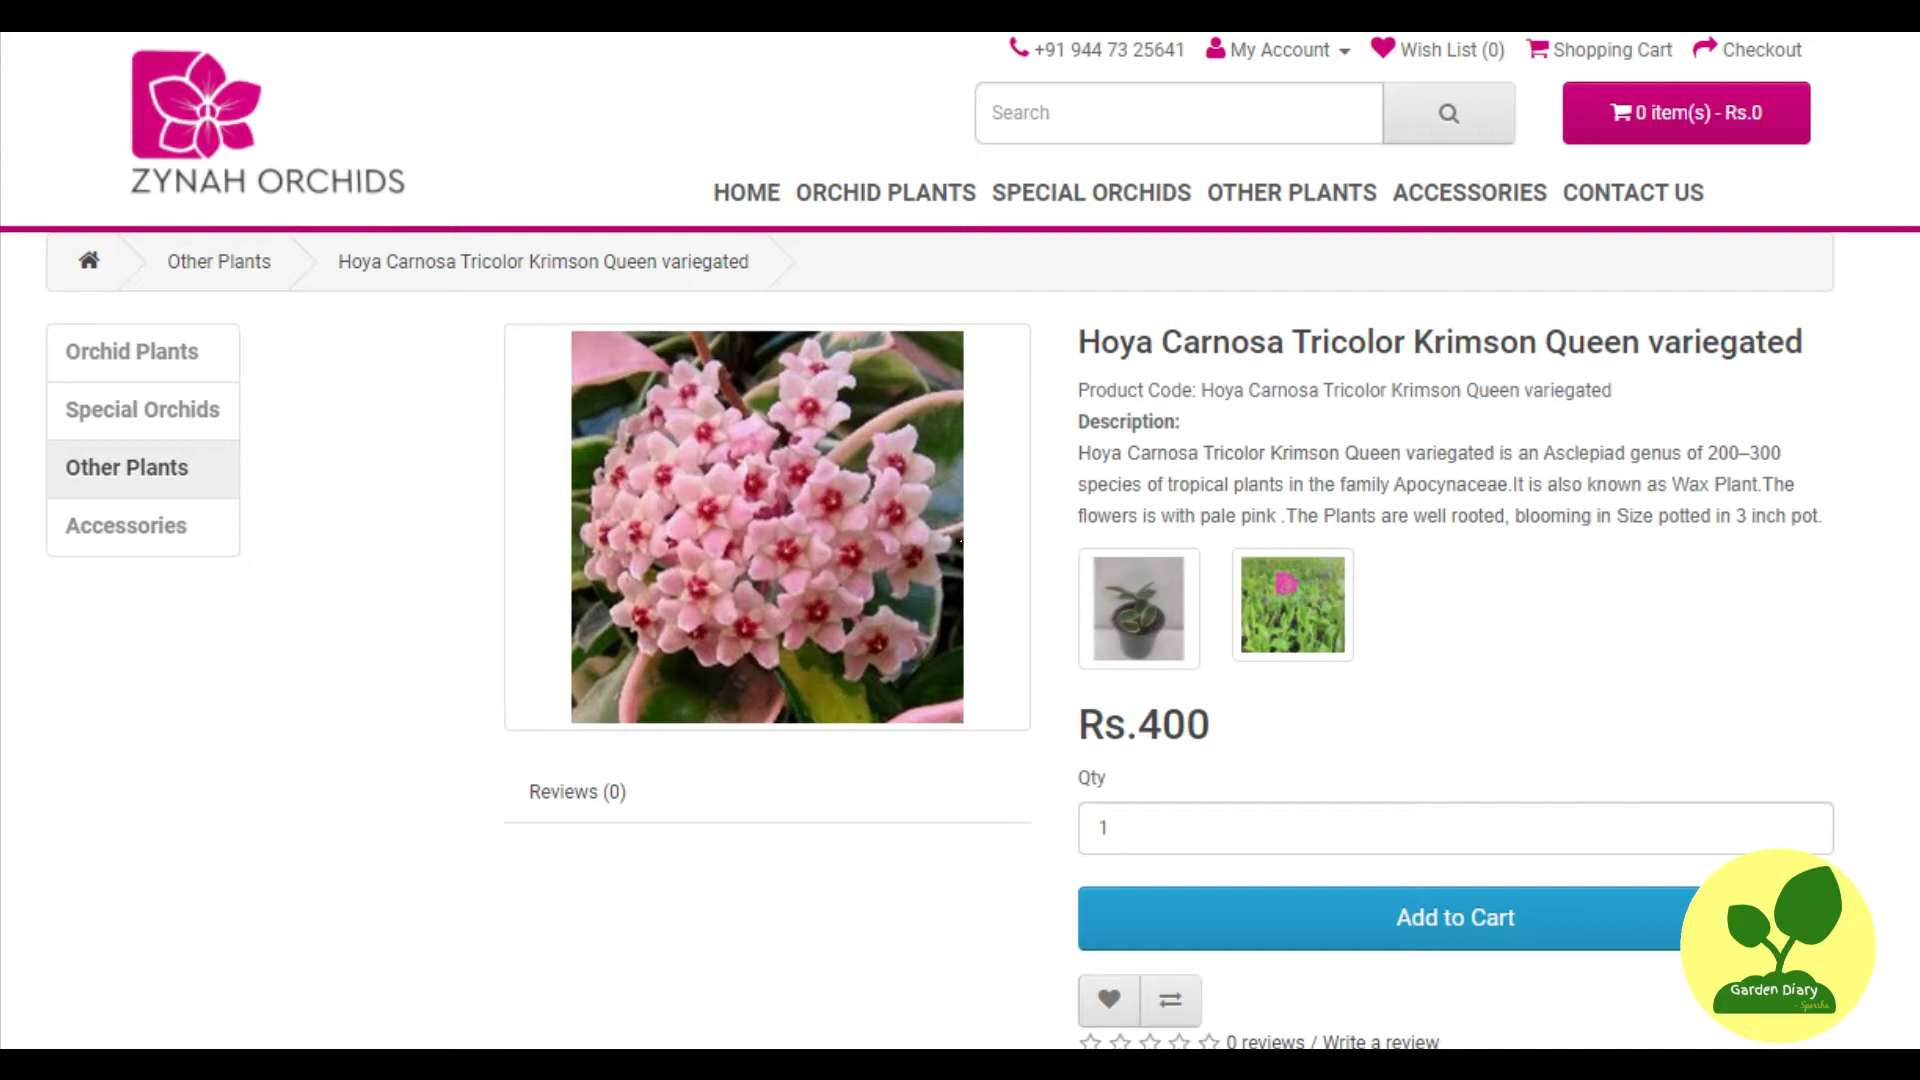 +91 944 73 25641 My Account Wish List (0) Shopping Cart Checkout
Search
0 item(s) - Rs.0
ZYNAH ORCHIDS
HOME ORCHID PLANTS SPECIAL ORCHIDS OTHER PLANTS ACCESSORIES CONTACT US
Other Plants Hoya Carnosa Tricolor Krimson Queen variegated
Orchid Plants
Special Orchids
Other Plants
Accessories
Hoya Carnosa Tricolor Krimson Queen variegated
Product Code: Hoya Carnosa Tricolor Krimson Queen variegated
Description:
Hoya Carnosa Tricolor Krimson Queen variegated is an Asclepiad genus of 200–300
species of tropical plants in the family Apocynaceae.It is also known as Wax Plant.The
flowers is with pale pink .The Plants are well rooted, blooming in Size potted in 3 inch pot.
Rs.400
Reviews (0)
Qty
1
Add to Cart
Garden Diary
0 reviews / Write a review